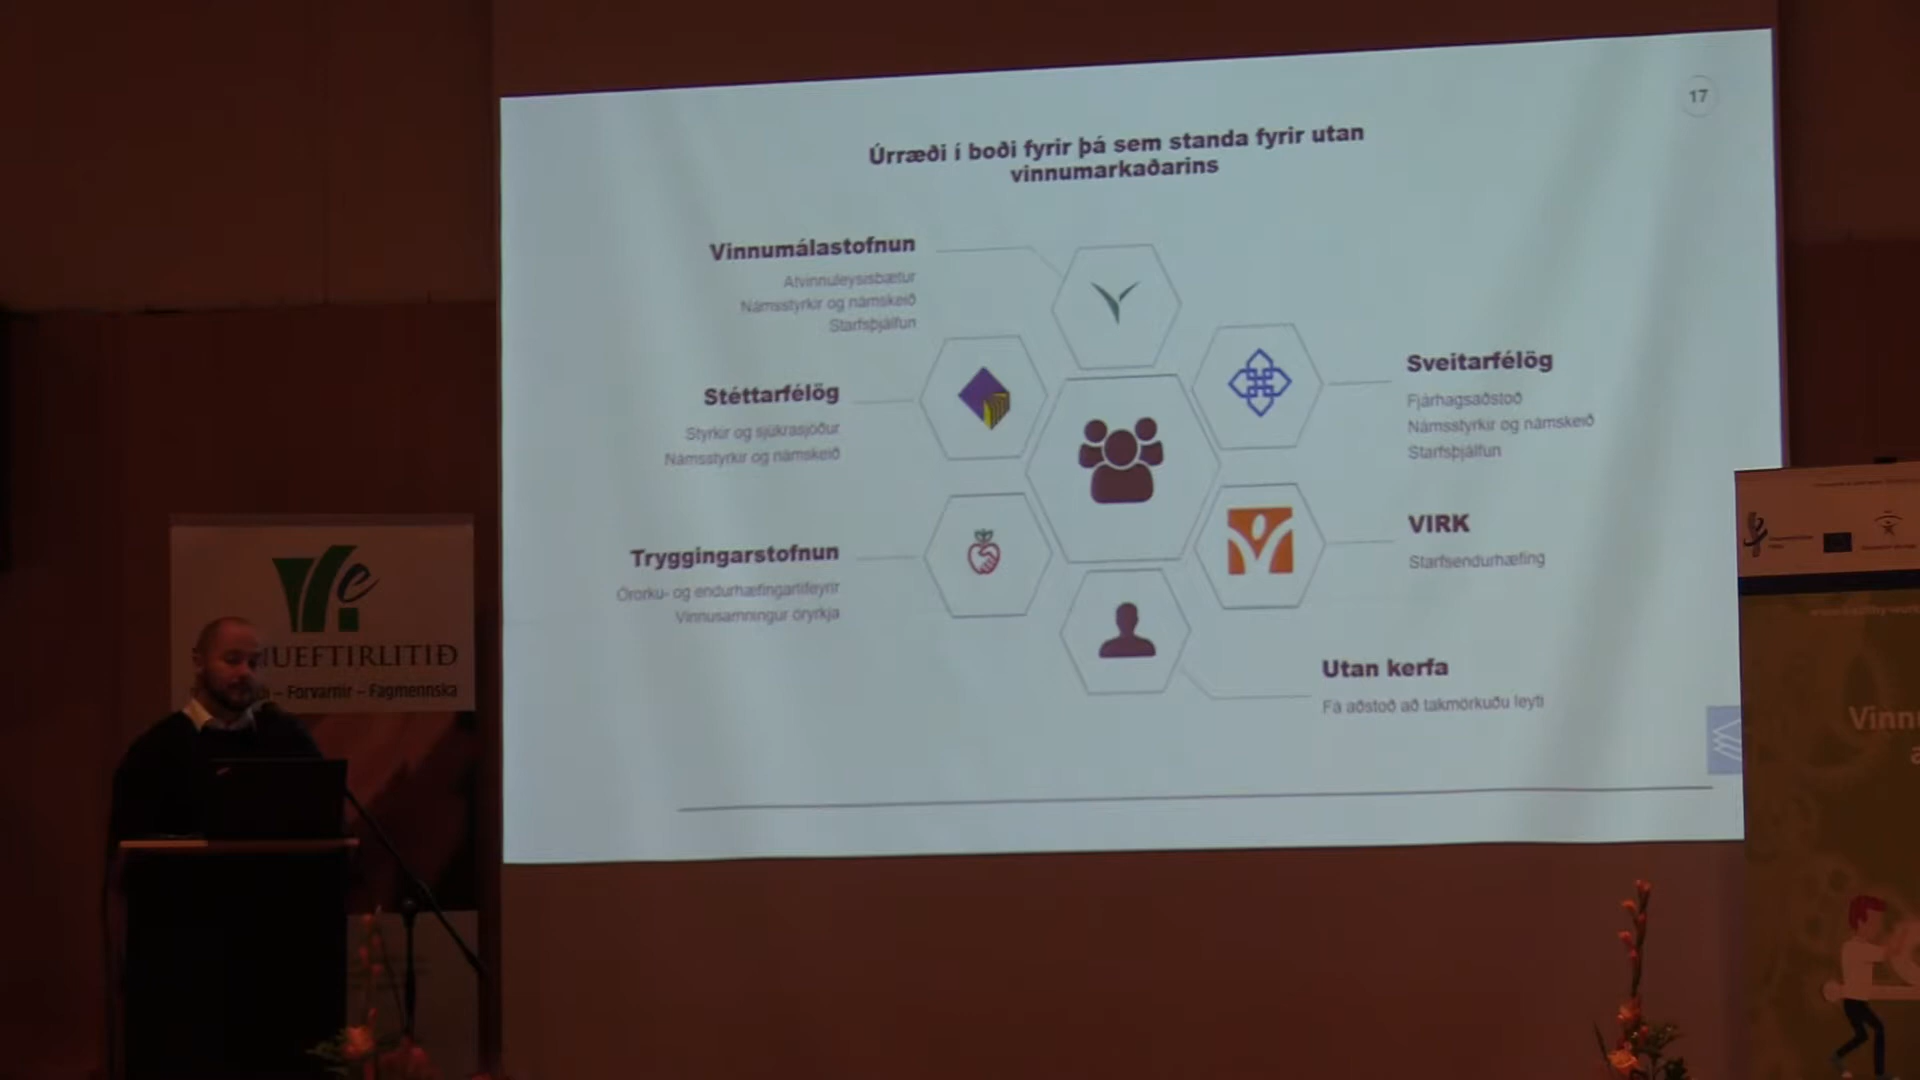 17
Úrræði í boði fyrir þá sem standa fyrir utan
vinnumarkaðarins
Vinnumálastofnun
Atvinnuleysisbætur
Námsstyrkir og námskeið
Starfsþjálfun
Stéttarfélög
Styrkir og sjúkrasjóður
Námsstyrkir og námskeið
Tryggingarstofnun
Örorku- og endurhæfingarlífeyrir
Vinnusamningur öryrkja
Sveitarfélög
Fjárhagsaðstoð
Námsstyrkir og námskeið
Starfsþjálfun
VIRK
Starfsendurhæfing
Utan kerfa
Fá aðstoð að takmörkuðu leyti
UEFTIRLITIÐ
– Forvarnir – Fagmennska
Vinn